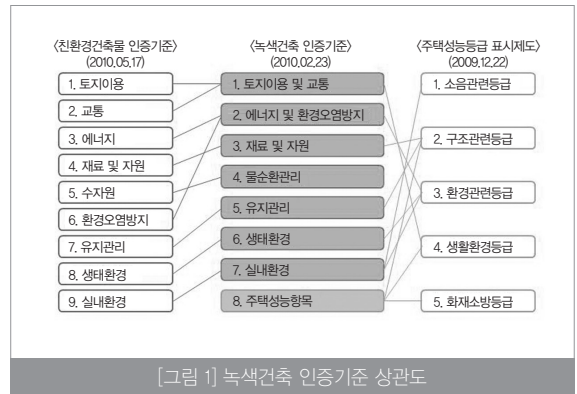 〈친환경건축물 인증기준〉
(2010.05.17)
1. 토지이용
2. 교통
3. 에너지
4. 재료 및 자원
5. 수자원
6. 환경오염방지
7. 유지관리
8. 생태환경
9. 실내환경
〈녹색건축 인증기준〉
(2010.02.23)
1. 토지이용 및 교통
2. 에너지 및 환경오염방지
3. 재료 및 자원
4. 물순환관리
5. 유지관리
6. 생태환경
7. 실내환경
8. 주택성능항목
〈주택성능등급 표시제도〉
(2009.12.22)
1. 소음관련등급
2. 구조관련등급
3. 환경관련등급
4. 생활환경등급
5. 화재소방등급
[그림 1] 녹색건축 인증기준 상관도